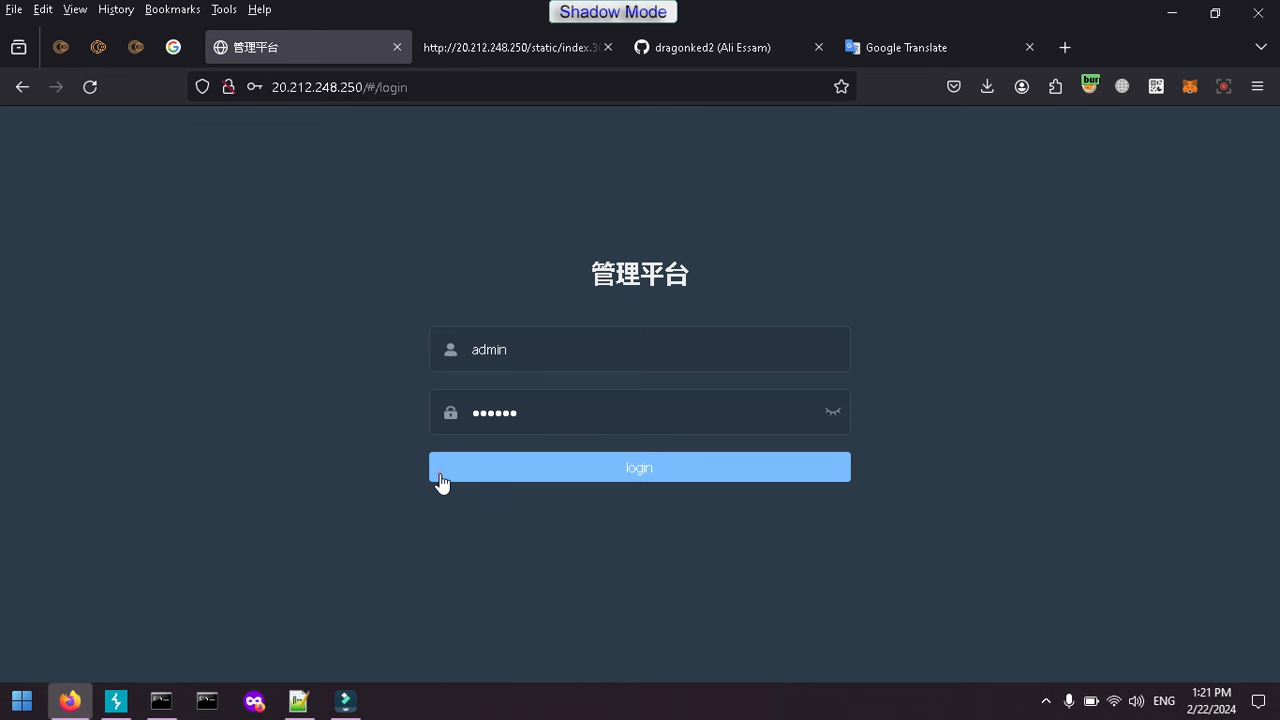 File Edit View History Bookmarks Tools Help
Shadow Mode
管理平台
http://20.212.248.250/static/index.3
dragonked2 (Ali Essam)
Google Translate
20.212.248.250/#/login
bur
管理平台
admin
login
ENG
1:21 PM
2/22/2024